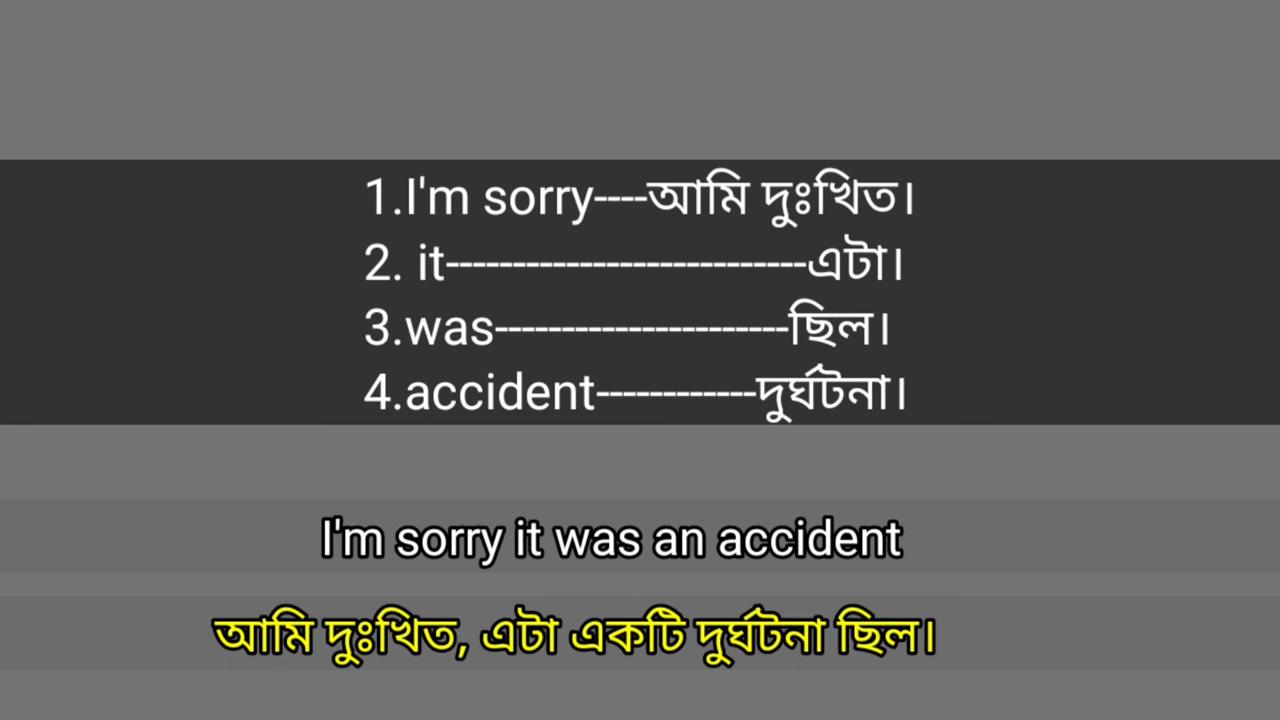 1.I'm sorry----আমি দুঃখিত।
2. it---------------------------এটা।
3.was----------------------ছিল।
4.accident------------দুর্ঘটনা।
I'm sorry it was an accident
আমি দুঃখিত, এটা একটি দুর্ঘটনা ছিল।